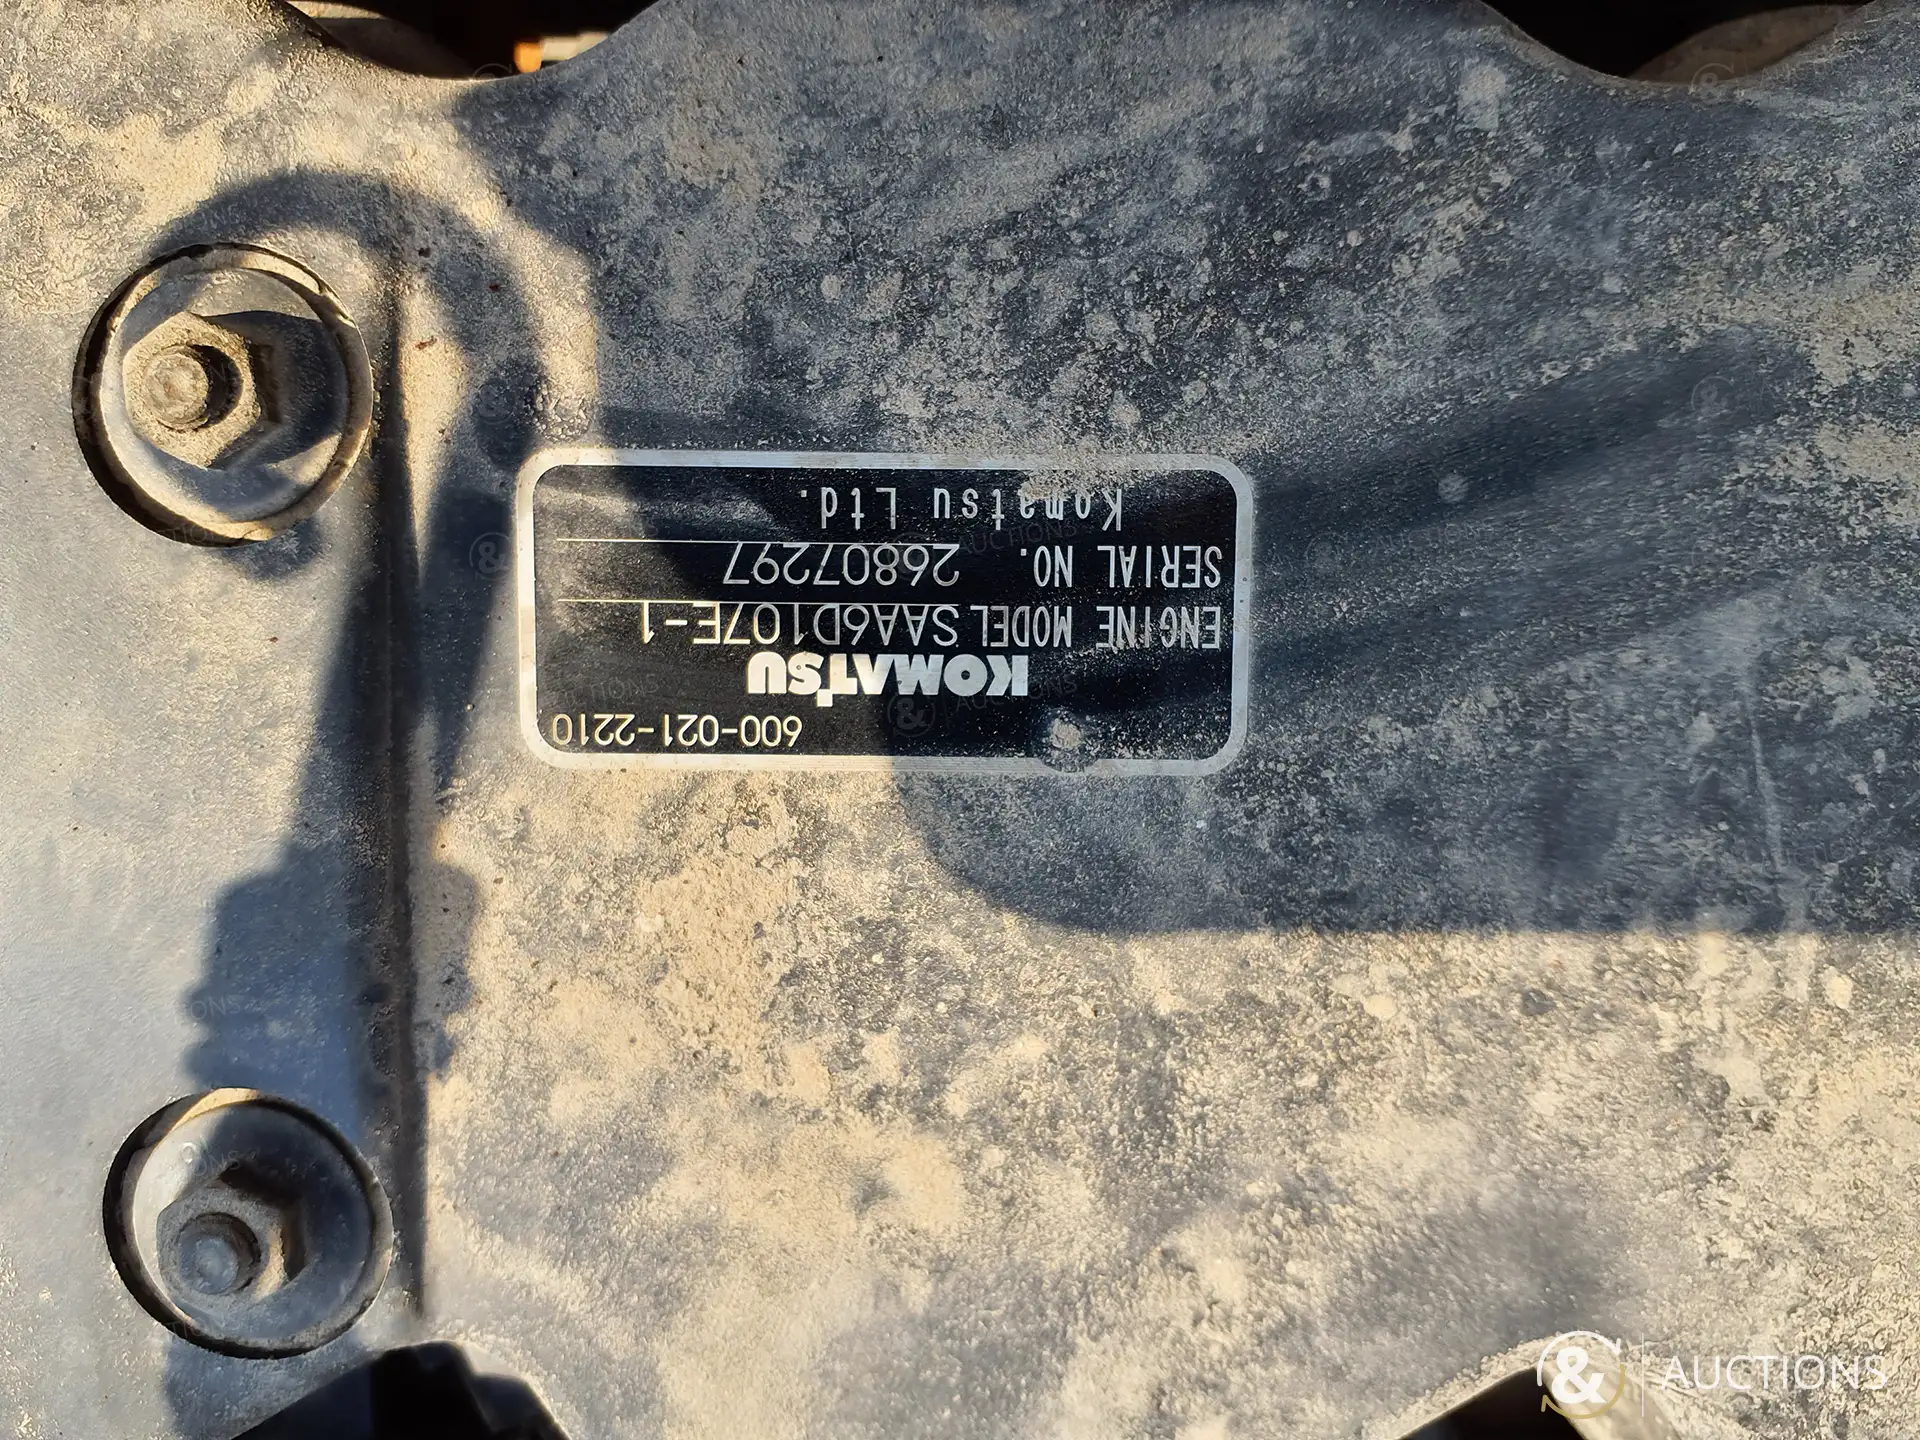 600-021-2210
KOMATSU
ENGINE MODEL SAA6D107E-1
SERIAL NO. 26807297
Komatsu Ltd.
& AUCTIONS